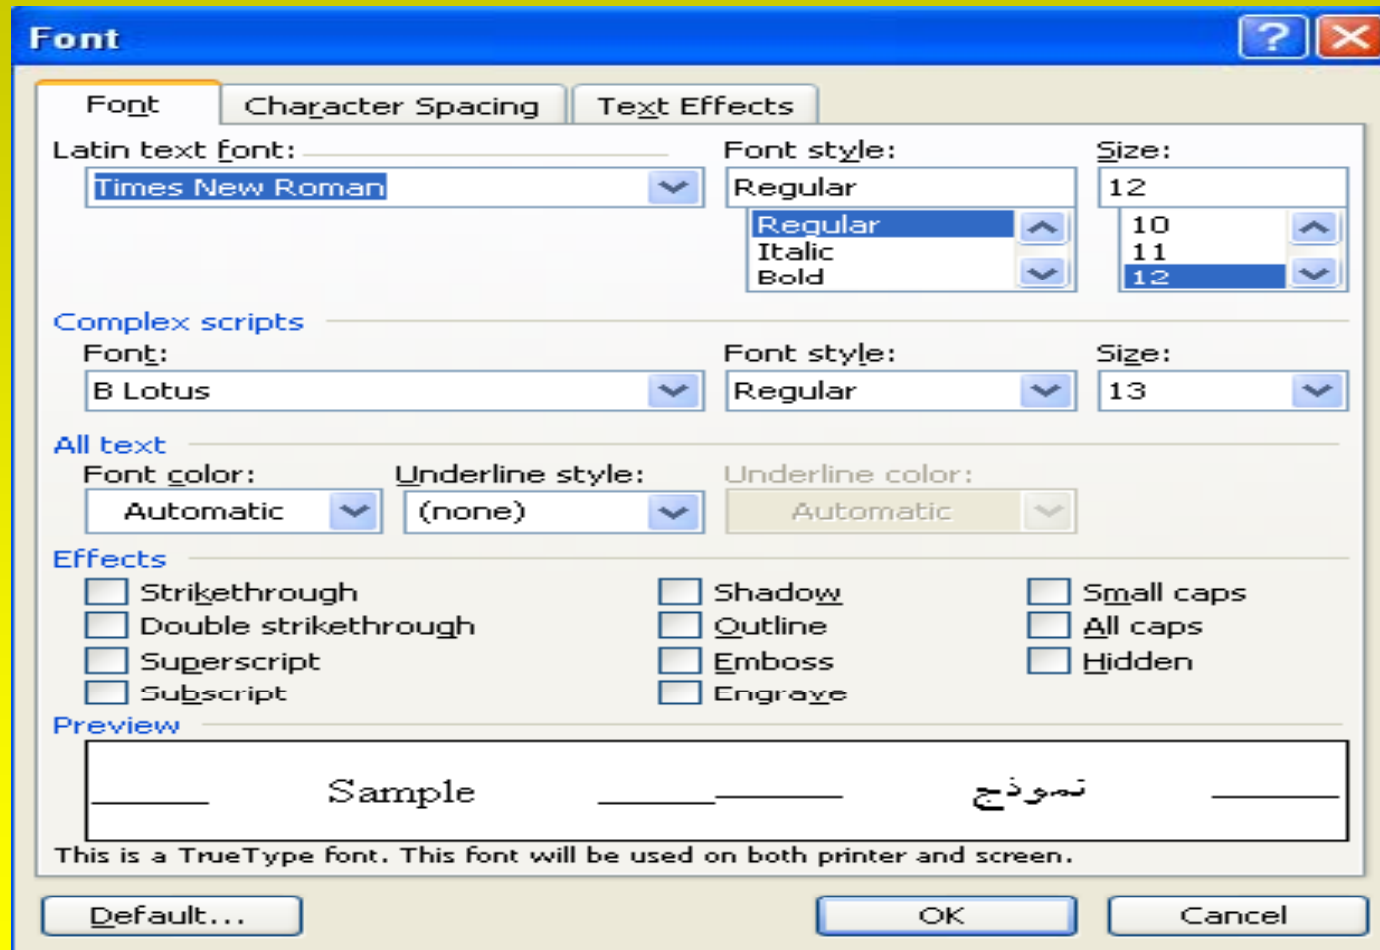 Font
Font Character Spacing Text Effects
Latin text font: Font style: Size:
Times New Roman Regular 12
Regular 10
Italic 11
Bold 12
Complex scripts
Font: Font style: Size:
B Lotus Regular 13
All text
Font color: Underline style: Underline color:
Automatic (none) Automatic
Effects
Strikethrough Shadow Small caps
Double strikethrough Outline All caps
Superscript Emboss Hidden
Subscript Engrave
Preview
Sample نموذج
This is a TrueType font. This font will be used on both printer and screen.
Default... OK Cancel